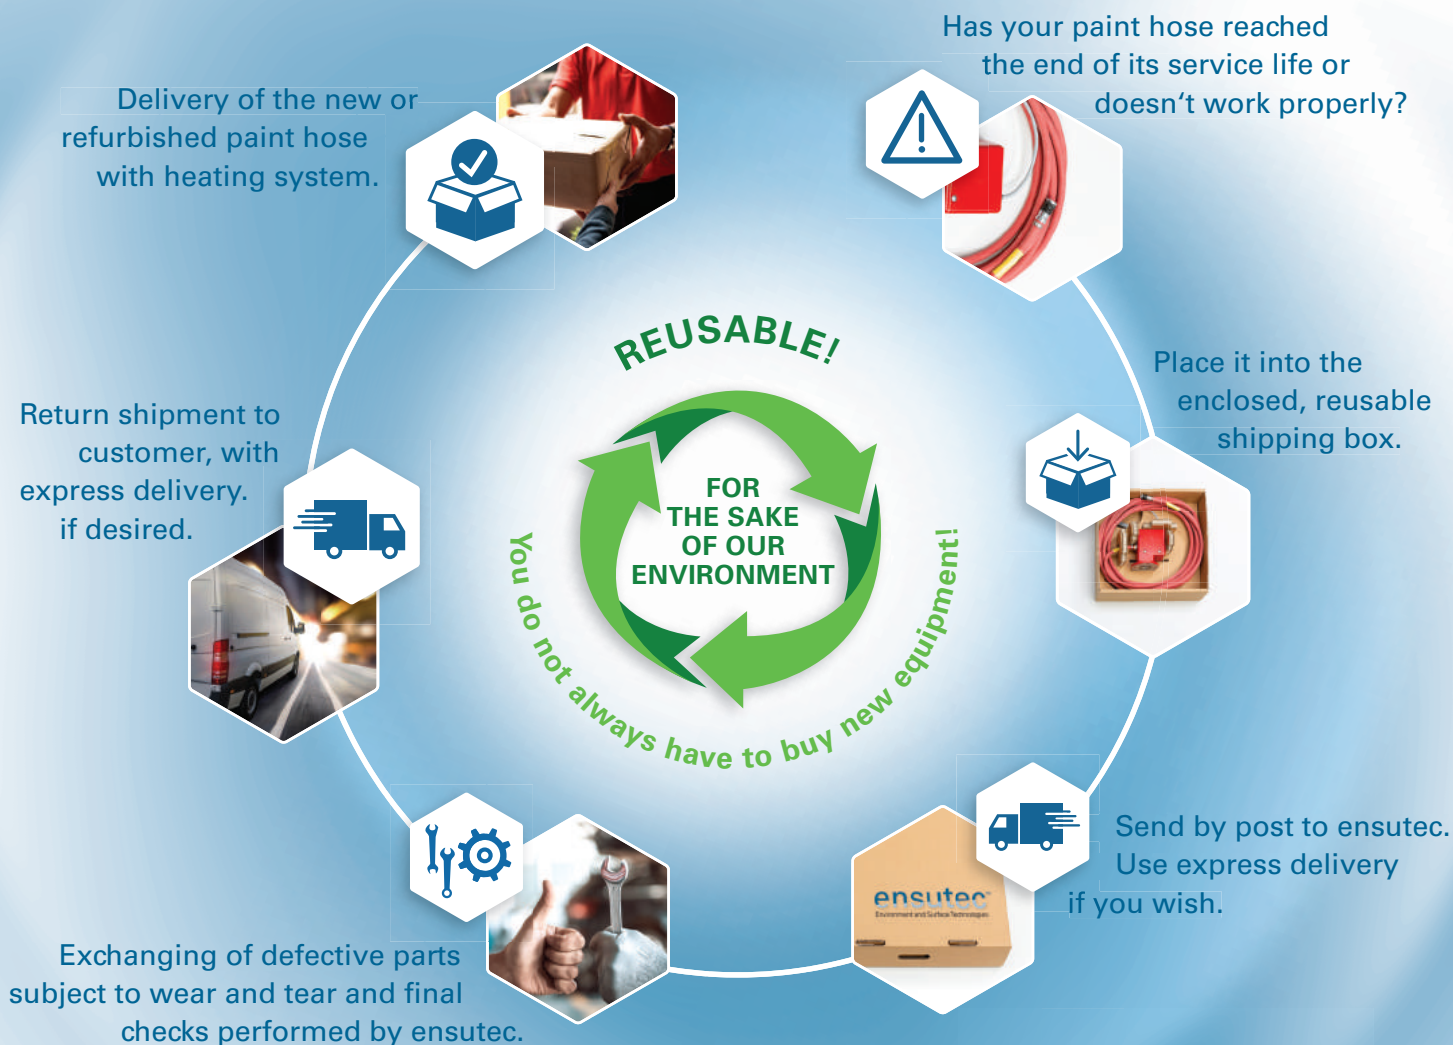 Has your paint hose reached
the end of its service life or
doesn‘t work properly?
Place it into the
enclosed, reusable
shipping box.
Send by post to ensutec.
Use express delivery
if you wish.
ensutec
Environment and Surface Technologies
Exchanging of defective parts
subject to wear and tear and final
checks performed by ensutec.
Return shipment to
customer, with
express delivery.
if desired.
Delivery of the new or
refurbished paint hose
with heating system.
REUSABLE!
FOR
THE SAKE
OF OUR
ENVIRONMENT
You do not always have to buy new equipment!